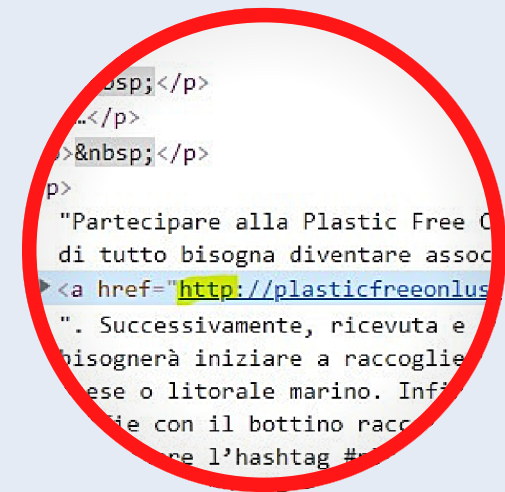 bsp;</p>
…</p>
>&nbsp;</p>
p>
"Partecipare alla Plastic Free
di tutto bisogna diventare assoc
<a href="http://plasticfreeonlus
". Successivamente, ricevuta e
bisognerà iniziare a raccoglie
ese o litorale marino. Infi
ie con il bottino racc
re l’hashtag